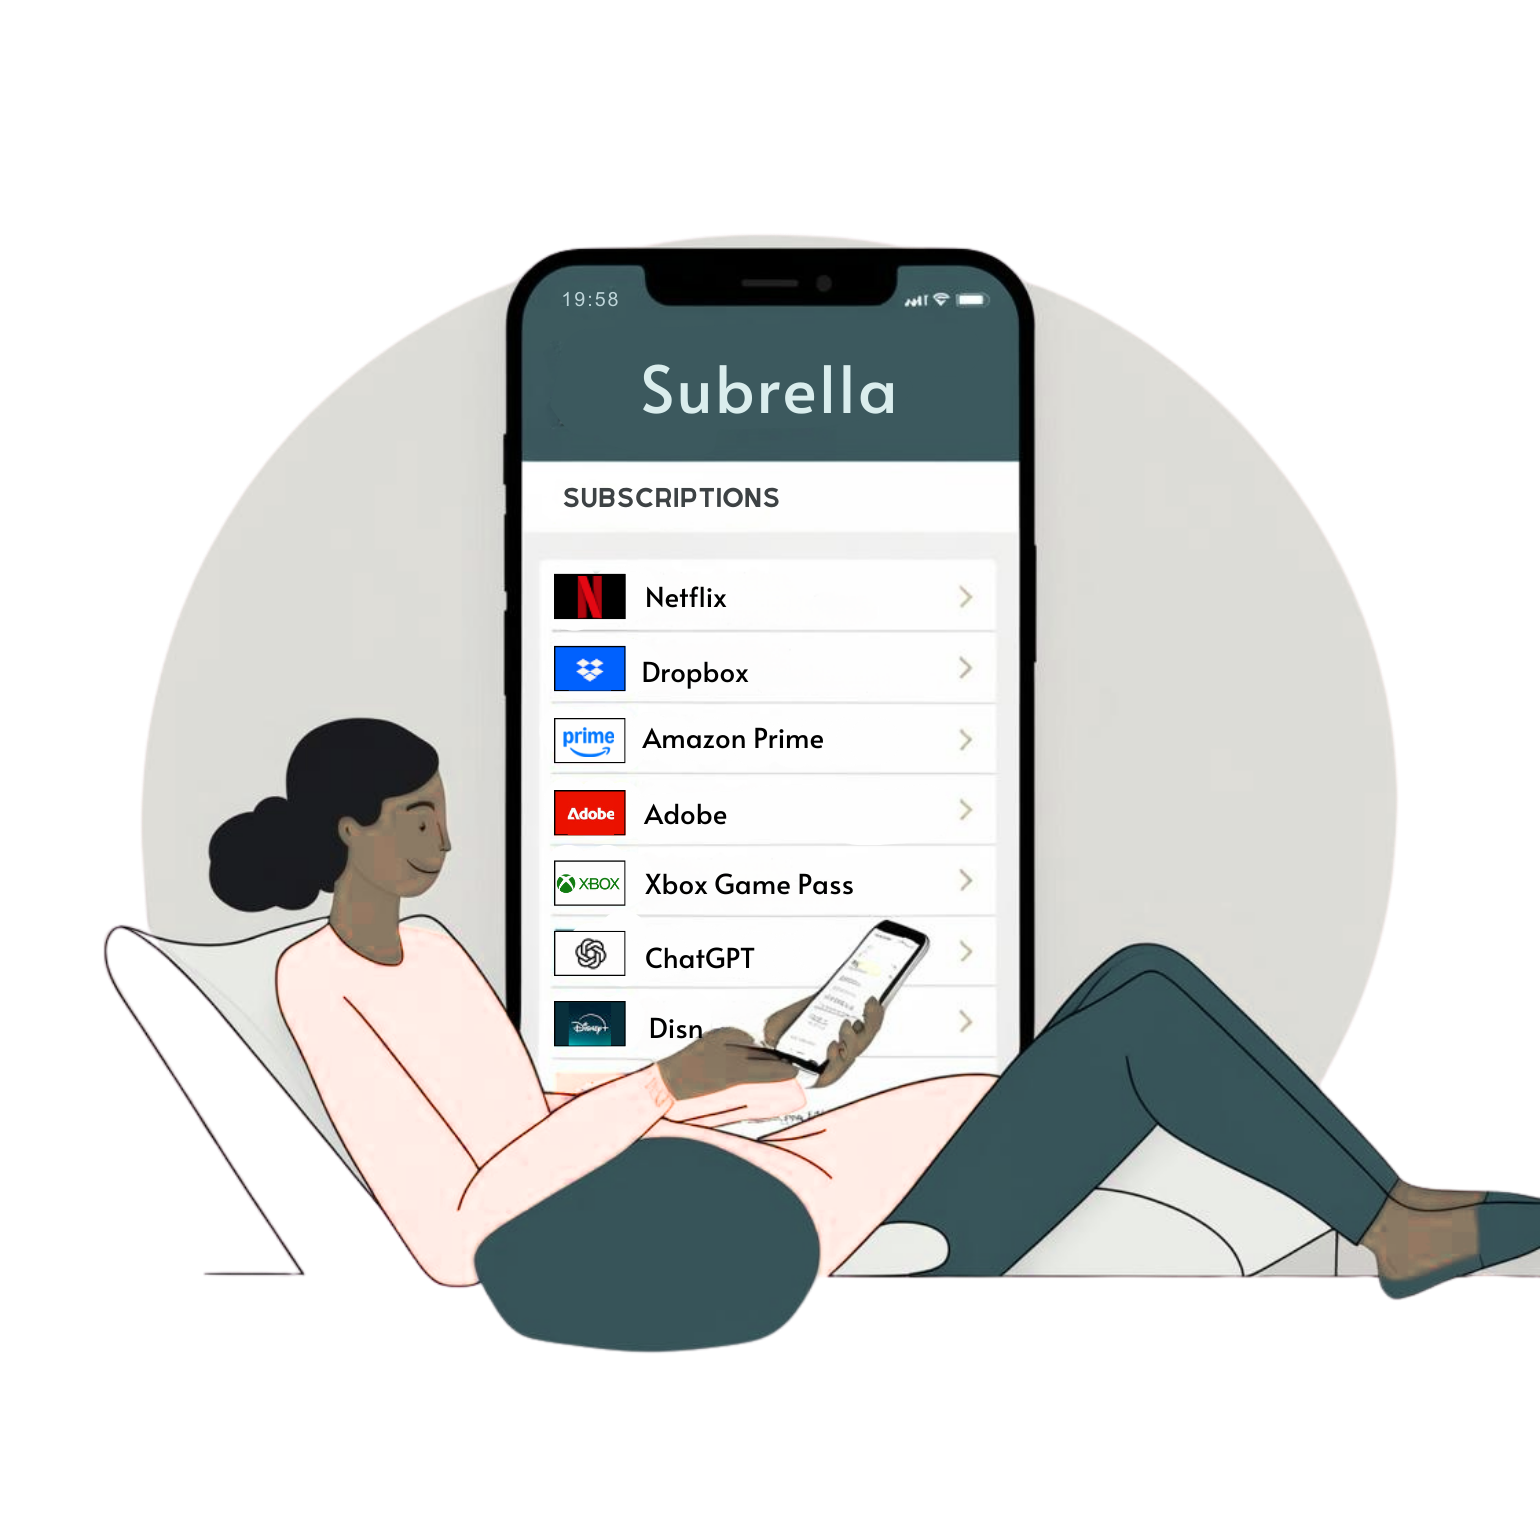 19:58
Subrella
SUBSCRIPTIONS
Netflix
prime
Dropbox
Amazon Prime
Adobe
Adobe
XBOX
Xbox Game Pass
ChatGPT
Disney+
Disn